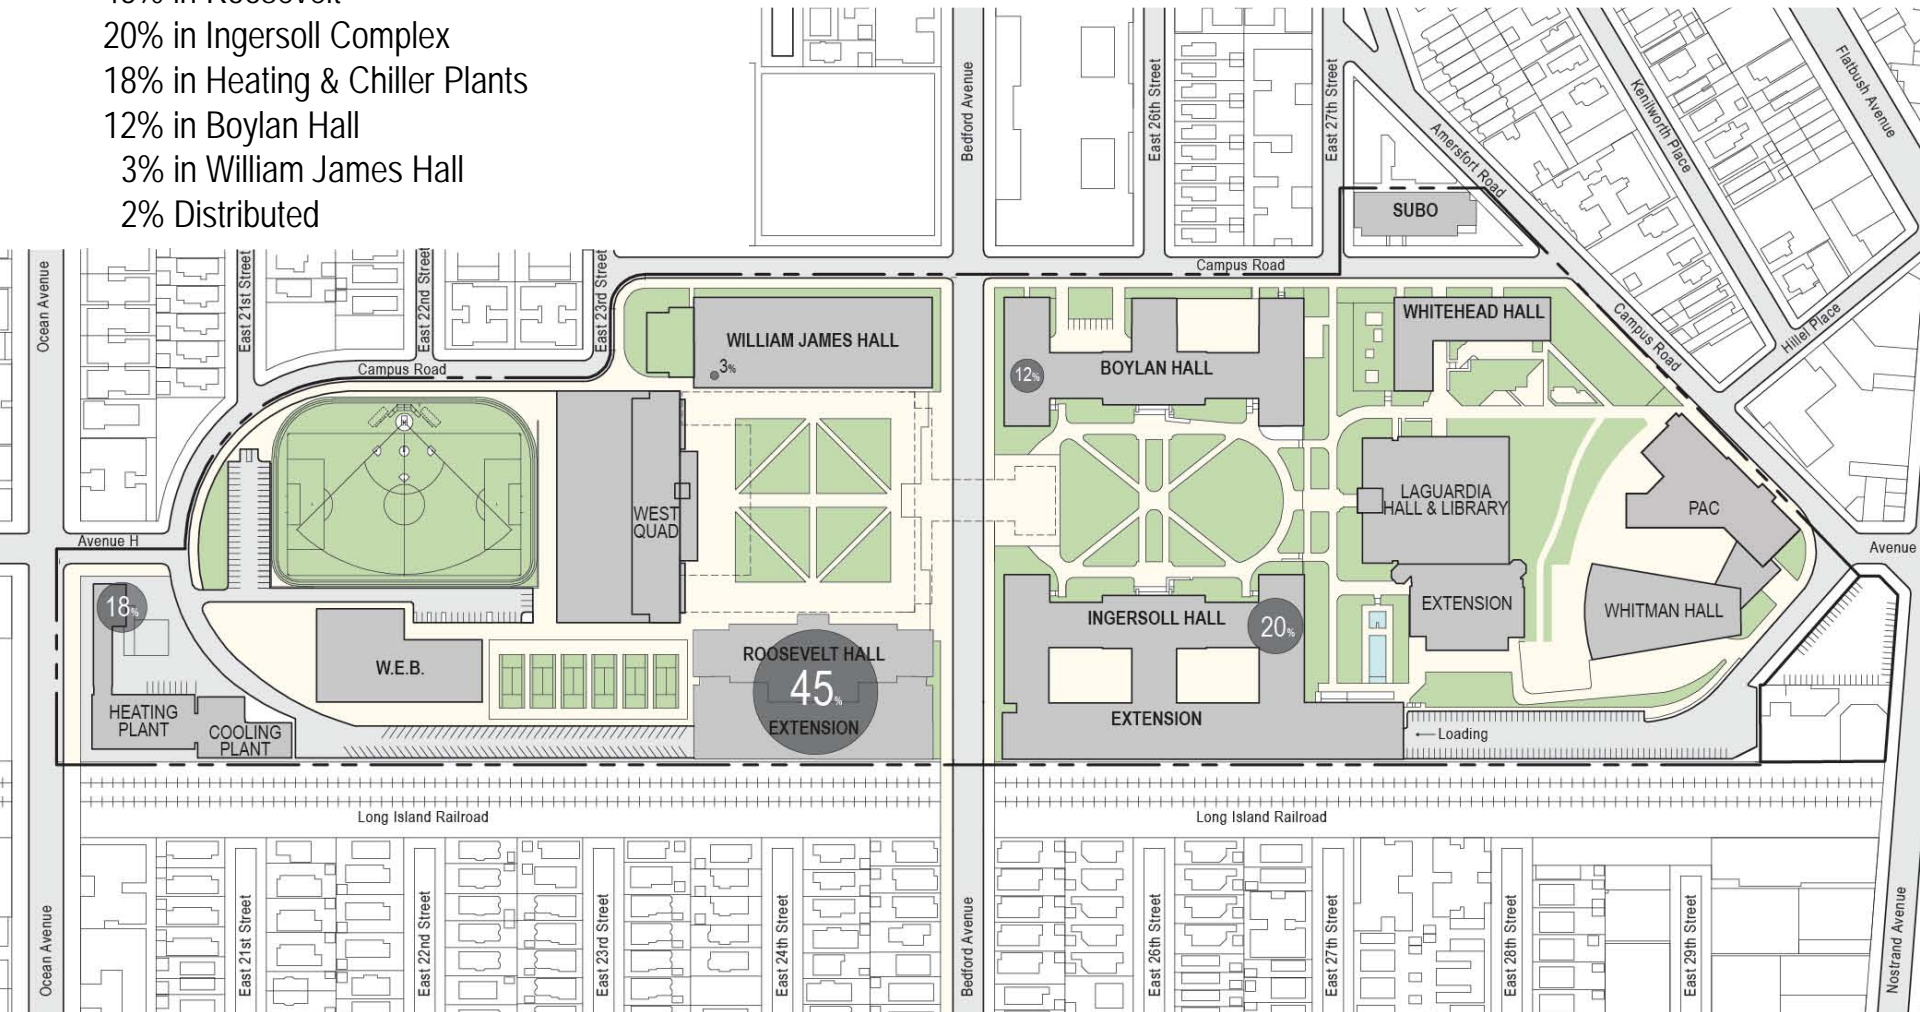 45% in Roosevelt
20% in Ingersoll Complex
18% in Heating & Chiller Plants
12% in Boylan Hall
3% in William James Hall
2% Distributed
Bedford Avenue
East 26th Street
East 27th Street
Amersfort Road
Kenilworth Place
Flatbush Avenue
SUBO
Campus Road
Ocean Avenue
East 21st Street
East 22nd Street
East 23rd Street
Campus Road
Campus Road
Hillel Place
WILLIAM JAMES HALL
3%
BOYLAN HALL
12%
WHITEHEAD HALL
WEST
QUAD
LAGUARDIA
HALL & LIBRARY
PAC
Avenue H
Avenue
18%
W.E.B.
ROOSEVELT HALL
45%
EXTENSION
INGERSOLL HALL
20%
EXTENSION
EXTENSION
WHITMAN HALL
HEATING
PLANT
COOLING
PLANT
Loading
Long Island Railroad
Long Island Railroad
Ocean Avenue
East 21st Street
East 22nd Street
East 23rd Street
East 24th Street
Bedford Avenue
East 26th Street
East 27th Street
East 28th Street
East 29th Street
Nostrand Avenue